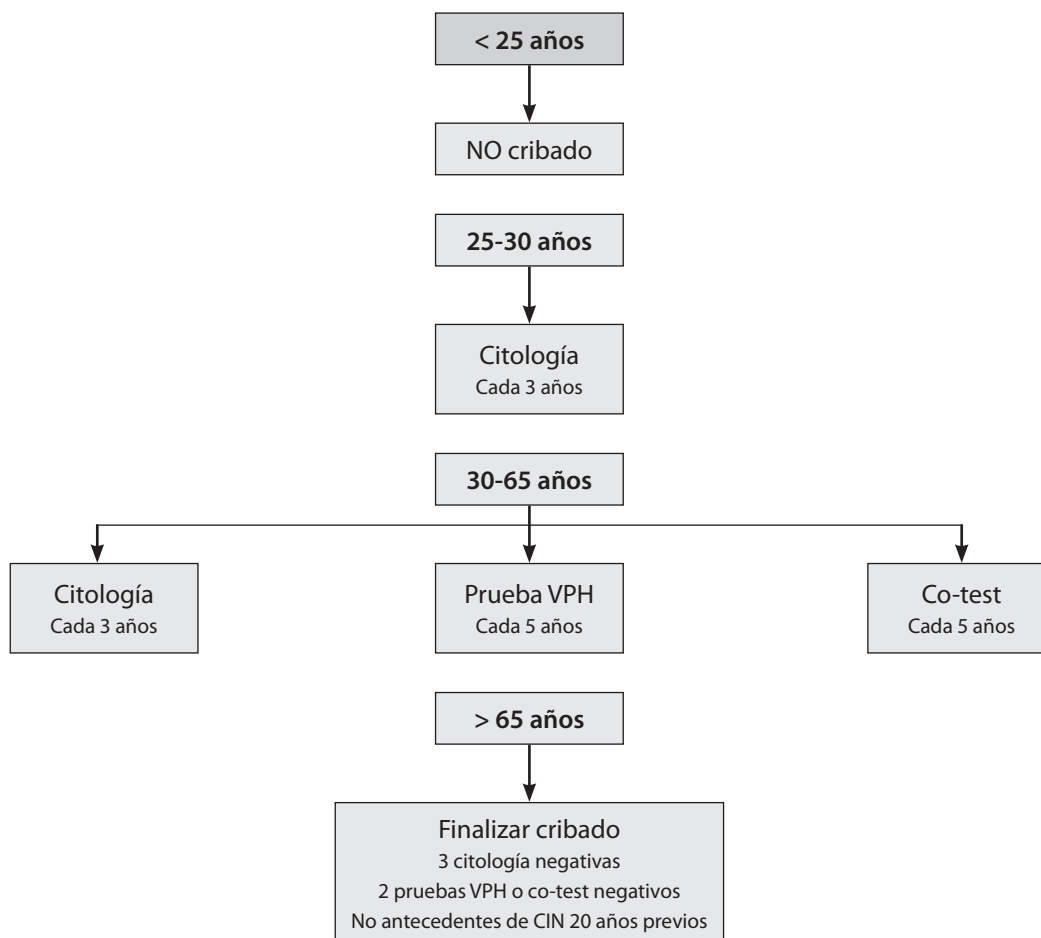 < 25 años
NO cribado
25-30 años
Citología
Cada 3 años
30-65 años
Citología
Cada 3 años
Prueba VPH
Cada 5 años
Co-test
Cada 5 años
> 65 años
Finalizar cribado
3 citología negativas
2 pruebas VPH o co-test negativos
No antecedentes de CIN 20 años previos